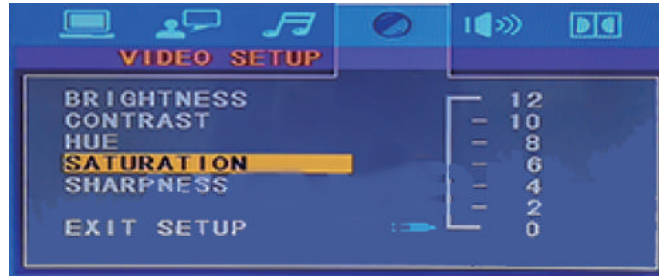 VIDEO SETUP
BRIGHTNESS 12
CONTRAST 10
HUE 8
SATURATION 6
SHARPNESS 4
2
EXIT SETUP 0